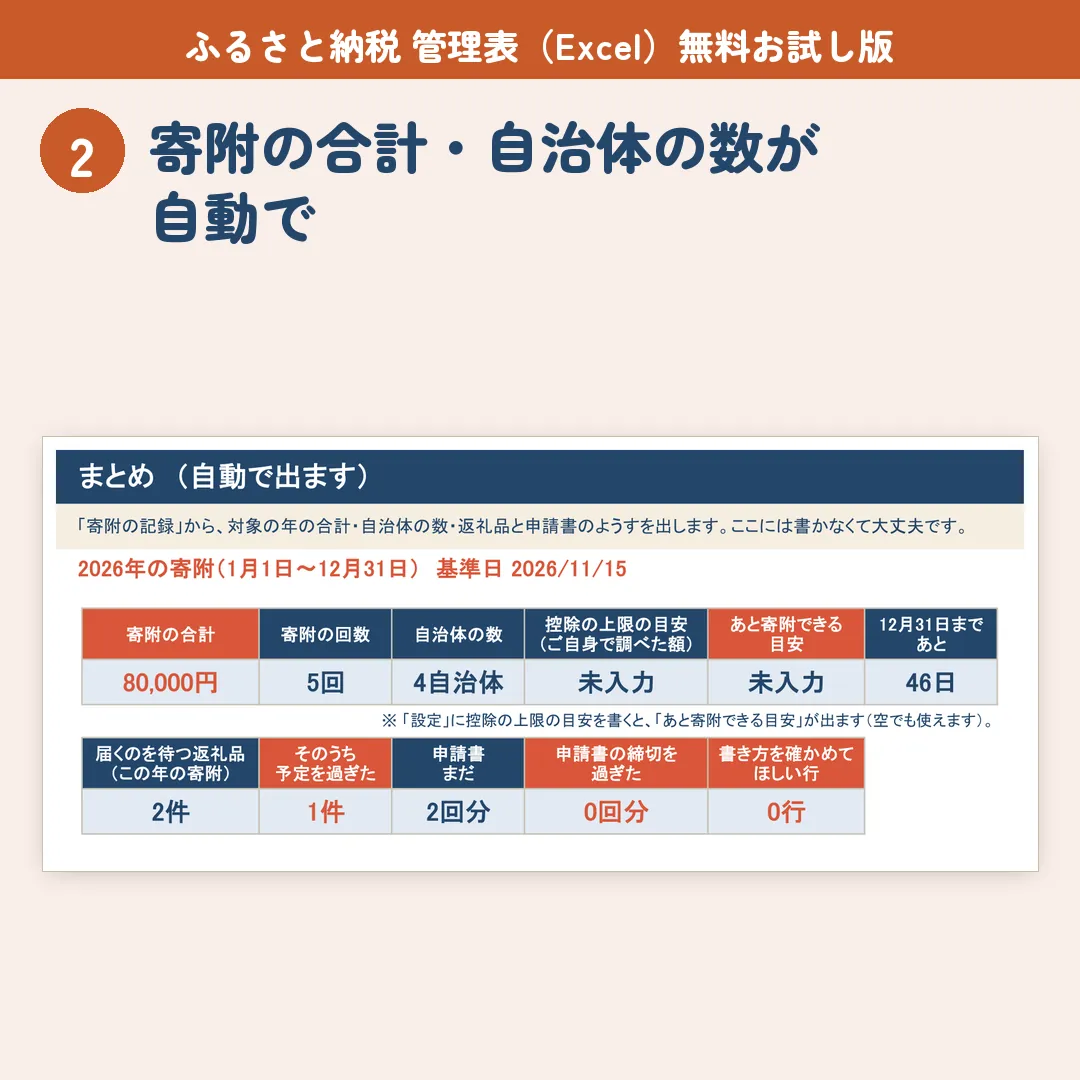 ふるさと納税 管理表（Excel）無料お試し版
2
寄附の合計・自治体の数が
自動で
まとめ （自動で出ます）
「寄附の記録」から、対象の年の合計・自治体の数・返礼品と申請書のようすを出します。ここには書かなくて大丈夫です。
2026年の寄附（1月1日～12月31日） 基準日 2026/11/15
寄附の合計 寄附の回数 自治体の数 控除の上限の目安 あと寄附できる 12月31日まで
（ご自身で調べた額） 目安 あと
80,000円 5回 4自治体 未入力 未入力 46日
※「設定」に控除の上限の目安を書くと、「あと寄附できる目安」が出ます（空でも使えます）。
届くのを待つ返礼品 そのうち 申請書 申請書の締切を 書き方を確かめて
（この年の寄附） 予定を過ぎた まだ 過ぎた ほしい行
2件 1件 2回分 0回分 0行